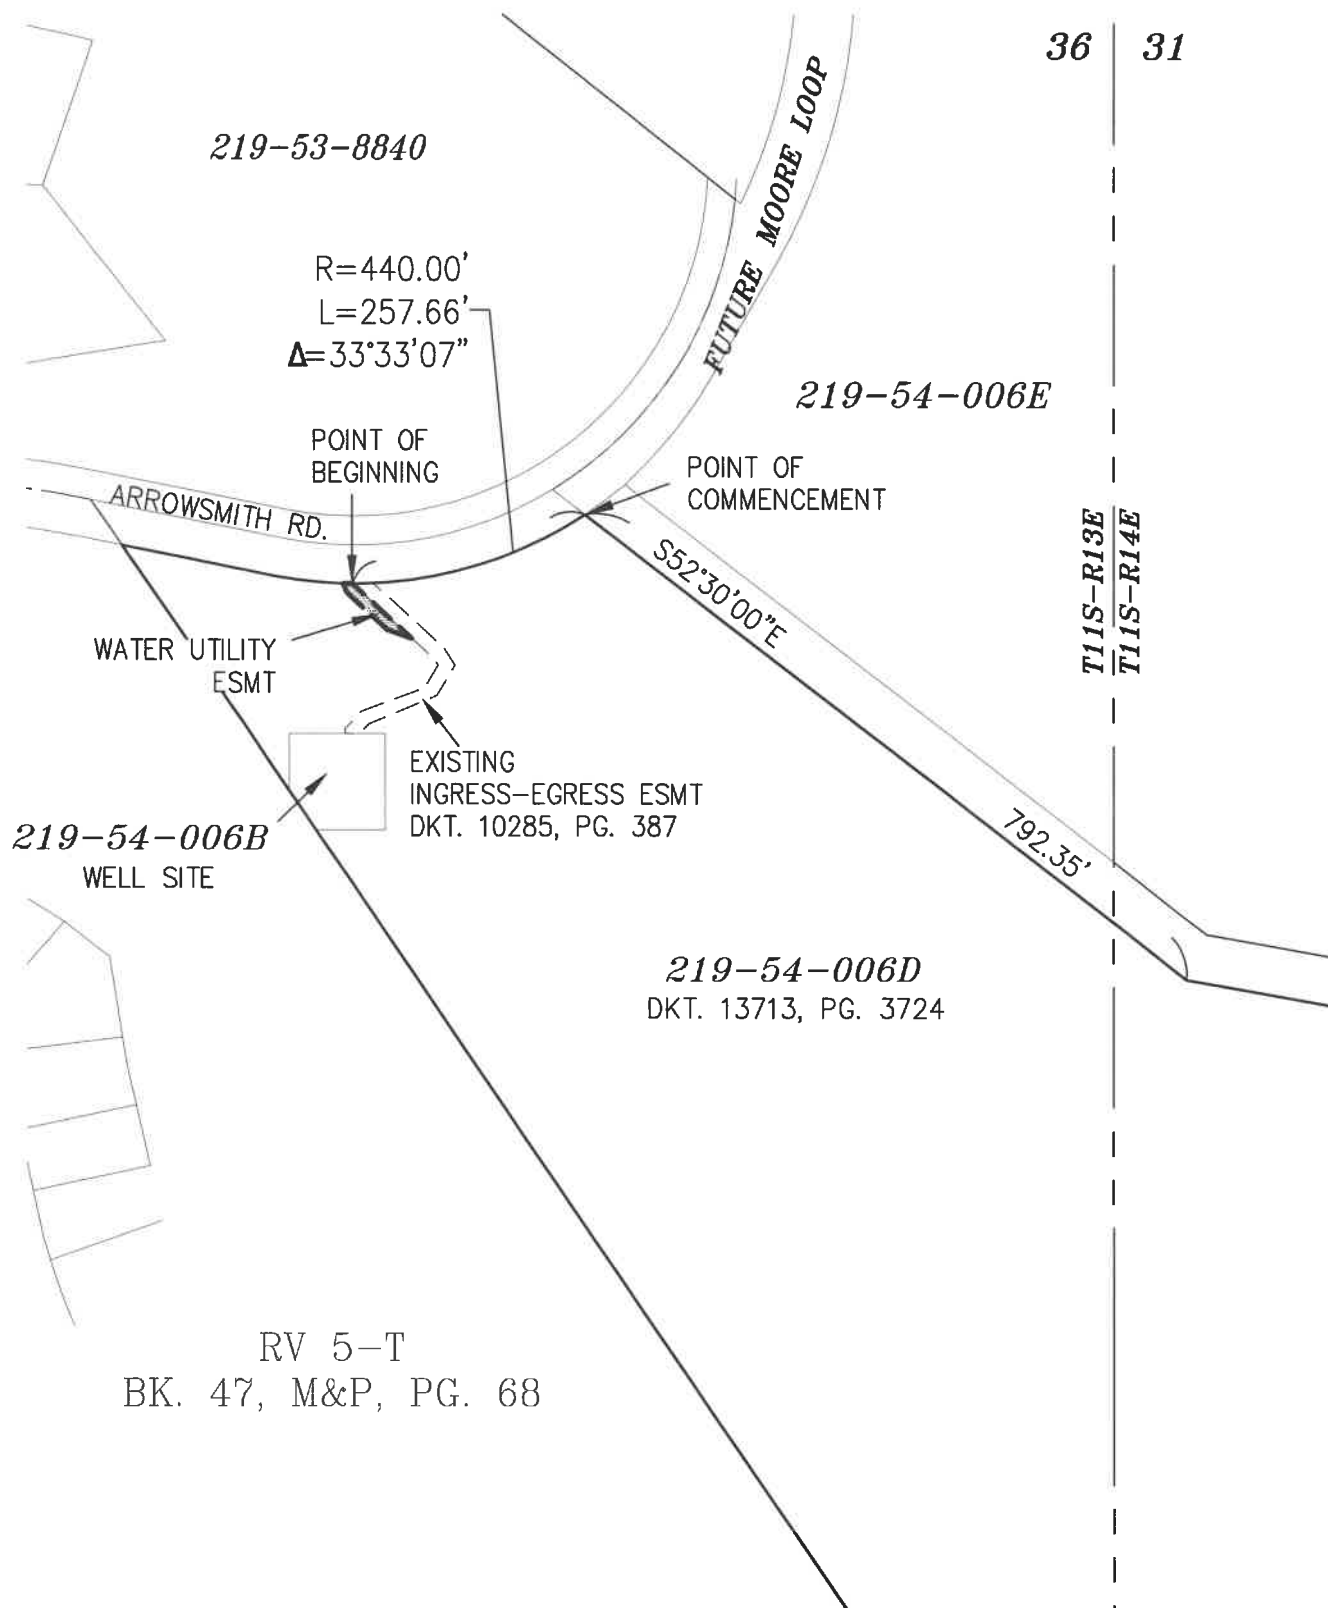 36 31
219-53-8840
FUTURE MOORE LOOP
R=440.00'
L=257.66'
Δ=33°33'07"
219-54-006E
POINT OF
BEGINNING
POINT OF
COMMENCEMENT
ARROWSMITH RD.
T11S-R13E
T11S-R14E
S52°30'00"E
792.35'
WATER UTILITY
ESMT
EXISTING
INGRESS-EGRESS ESMT
DKT. 10285, PG. 387
219-54-006B
WELL SITE
219-54-006D
DKT. 13713, PG. 3724
RV 5-T
BK. 47, M&P, PG. 68